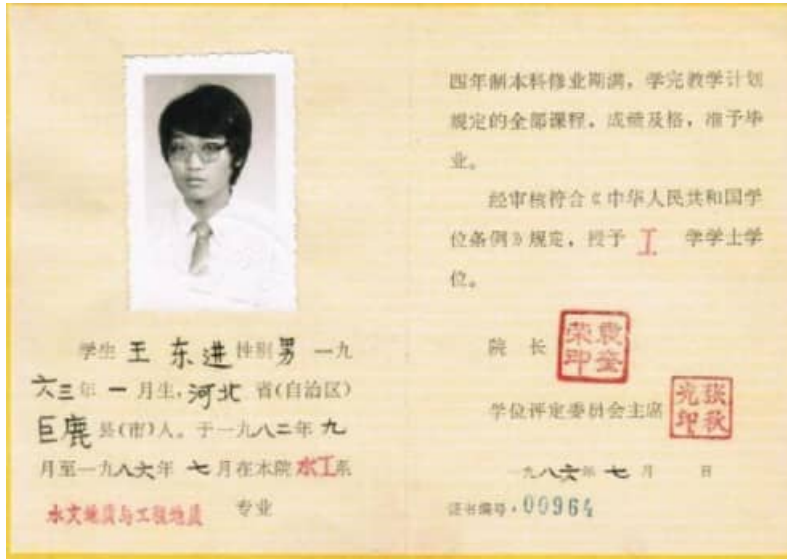 学生 王东进 性别 男 一九
六三年 一 月生，河北 省(自治区)
巨鹿 县(市)人。于一九八二年 九
月至一九八六年 七 月在本院 水工 系
水文地质与工程地质 专业
四年制本科修业期满，学完教学计划
规定的全部课程，成绩及格，准予毕
业。
经审核符合《中华人民共和国学
位条例》规定，授予 工 学学士学
位。
院 长
学位评定委员会主席
一九八六年 七 月 日
证书编号：00964